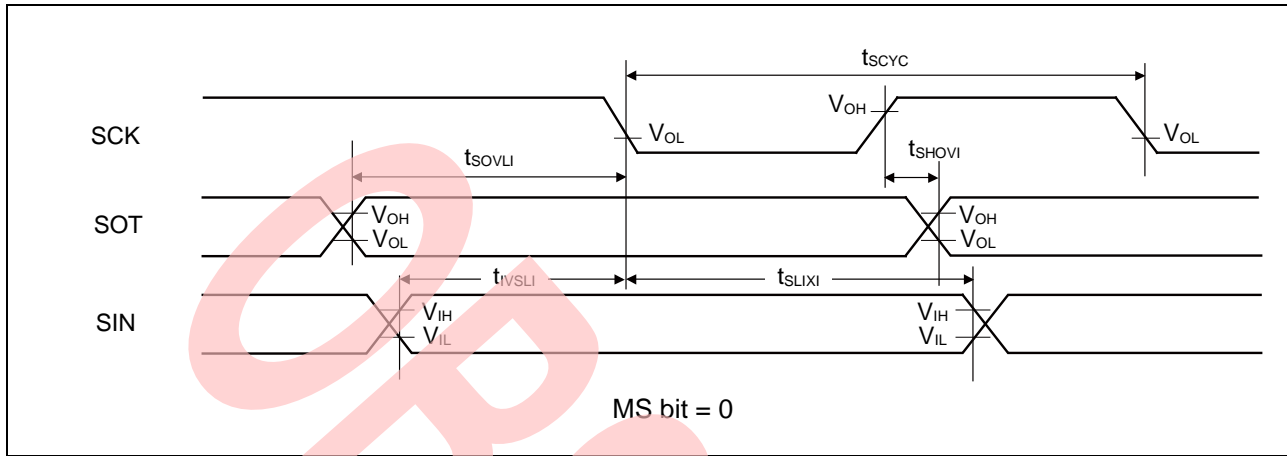 tSCYC
VOH
SCK
VOL
VOL
tSHOVI
tSOVLI
SOT
VOH
VOL
VOH
VOL
tIVSLI
tSLIXI
SIN
VIH
VIL
VIH
VIL
MS bit = 0